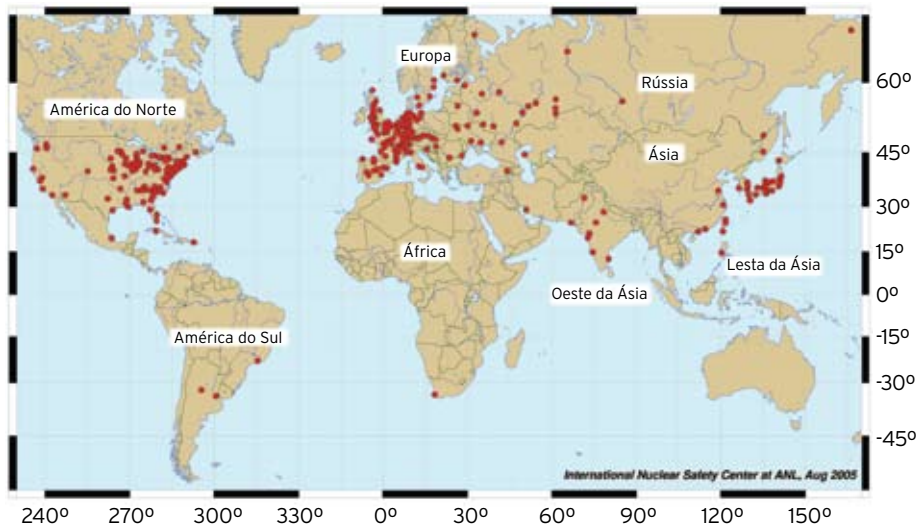 Europa
Rússia
60º
América do Norte
Ásia
45º
30º
África
15º
Lesta da Ásia
Oeste da Ásia
0º
América do Sul
-15º
-30º
-45º
International Nuclear Safety Center at ANL, Aug 2005
240º 270º 300º 330º 0º 30º 60º 90º 120º 150º